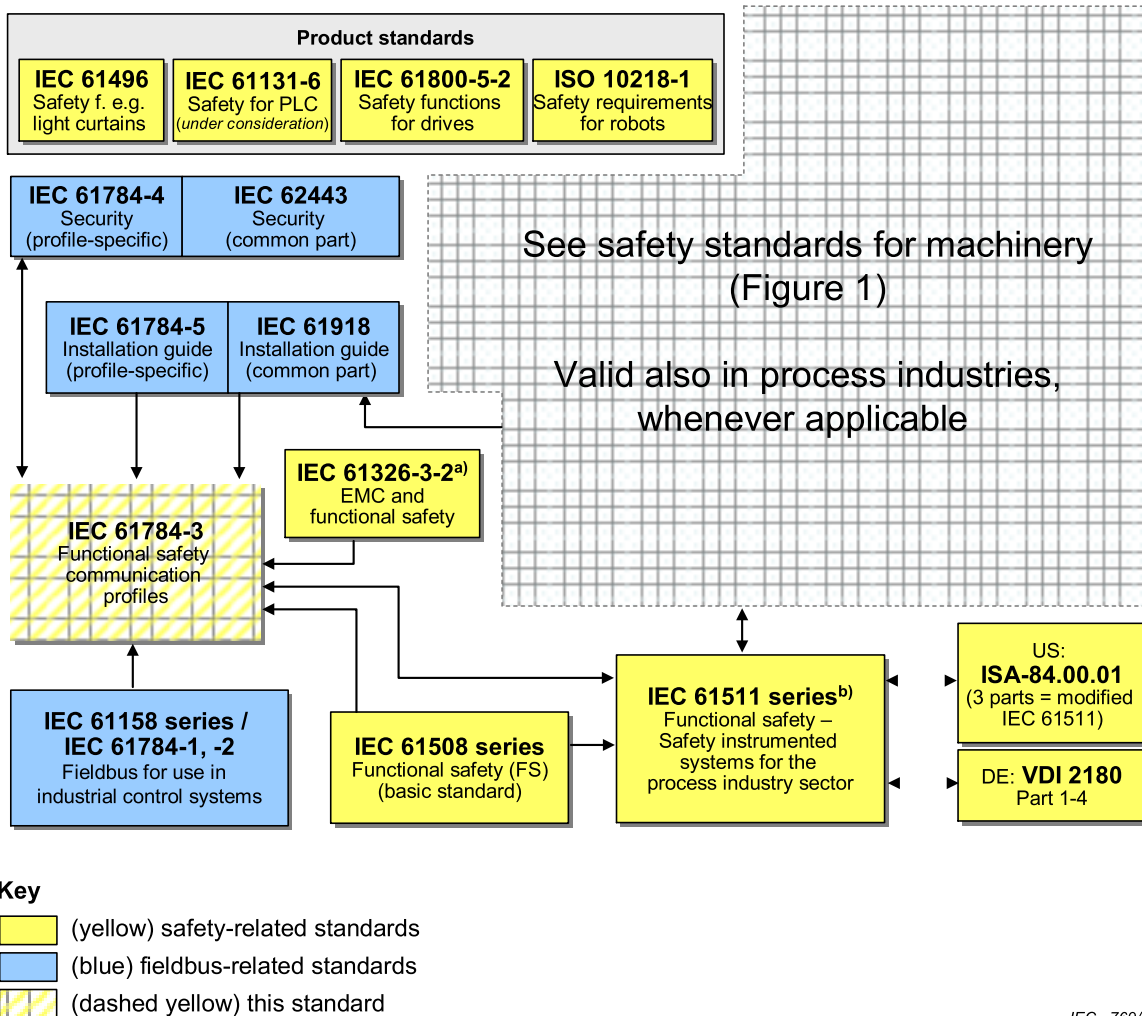 Product standards
IEC 61496
Safety f. e.g.
light curtains
IEC 61131-6
Safety for PLC
(under consideration)
IEC 61800-5-2
Safety functions
for drives
ISO 10218-1
Safety requirements
for robots
IEC 61784-4
Security
(profile-specific)
IEC 62443
Security
(common part)
See safety standards for machinery
(Figure 1)
Valid also in process industries,
whenever applicable
IEC 61784-5
Installation guide
(profile-specific)
IEC 61918
Installation guide
(common part)
IEC 61326-3-2a)
EMC and
functional safety
IEC 61784-3
Functional safety
communication
profiles
IEC 61158 series /
IEC 61784-1, -2
Fieldbus for use in
industrial control systems
IEC 61508 series
Functional safety (FS)
(basic standard)
IEC 61511 seriesb)
Functional safety –
Safety instrumented
systems for the
process industry sector
US:
ISA-84.00.01
(3 parts = modified
IEC 61511)
DE: VDI 2180
Part 1-4
Key
(yellow) safety-related standards
(blue) fieldbus-related standards
(dashed yellow) this standard